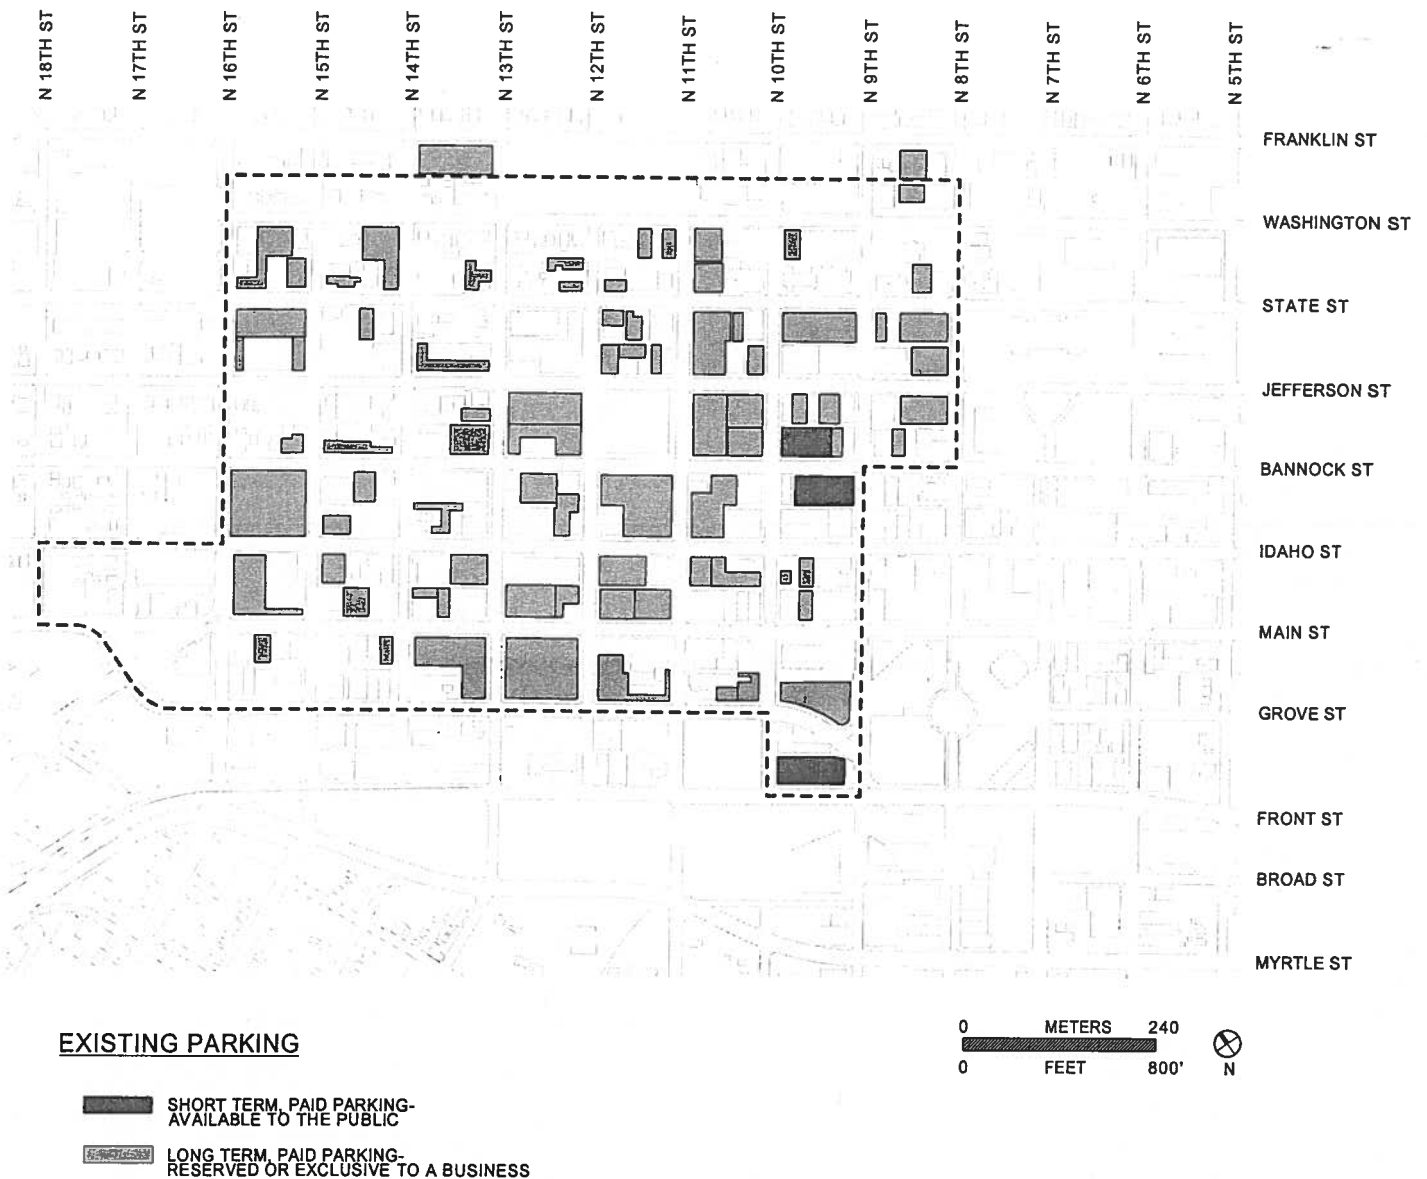 N 18TH ST
N 17TH ST
N 16TH ST
N 15TH ST
N 14TH ST
N 13TH ST
N 12TH ST
N 11TH ST
N 10TH ST
N 9TH ST
N 8TH ST
N 7TH ST
N 6TH ST
N 5TH ST
FRANKLIN ST
WASHINGTON ST
STATE ST
JEFFERSON ST
BANNOCK ST
IDAHO ST
MAIN ST
GROVE ST
FRONT ST
BROAD ST
MYRTLE ST
EXISTING PARKING
SHORT TERM, PAID PARKING-
AVAILABLE TO THE PUBLIC
LONG TERM, PAID PARKING-
RESERVED OR EXCLUSIVE TO A BUSINESS
0 METERS 240
0 FEET 800'
N